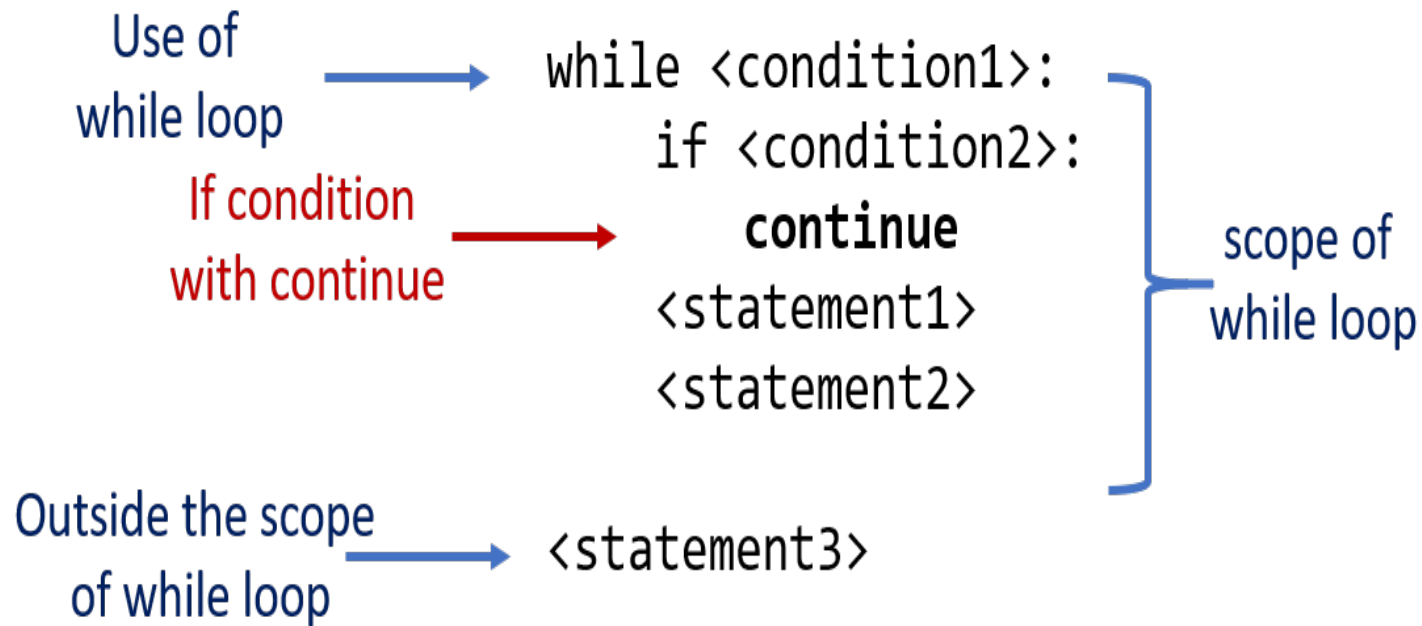 Use of
while loop
while <condition1>:
if <condition2>:
If condition
with continue
continue
<statement1>
<statement2>
scope of
while loop
Outside the scope
of while loop
<statement3>